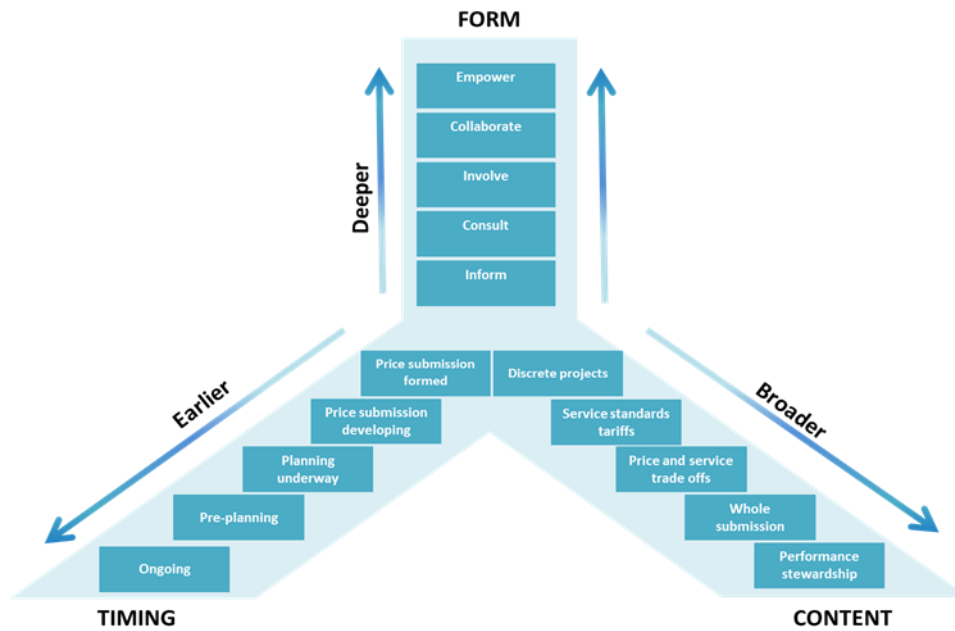 FORM
Empower
Collaborate
Involve
Consult
Inform
Deeper
Price submission
formed
Discrete projects
Earlier
Broader
Price submission
developing
Service standards
tariffs
Planning
underway
Price and service
trade offs
Pre-planning
Whole
submission
Ongoing
Performance
stewardship
TIMING
CONTENT